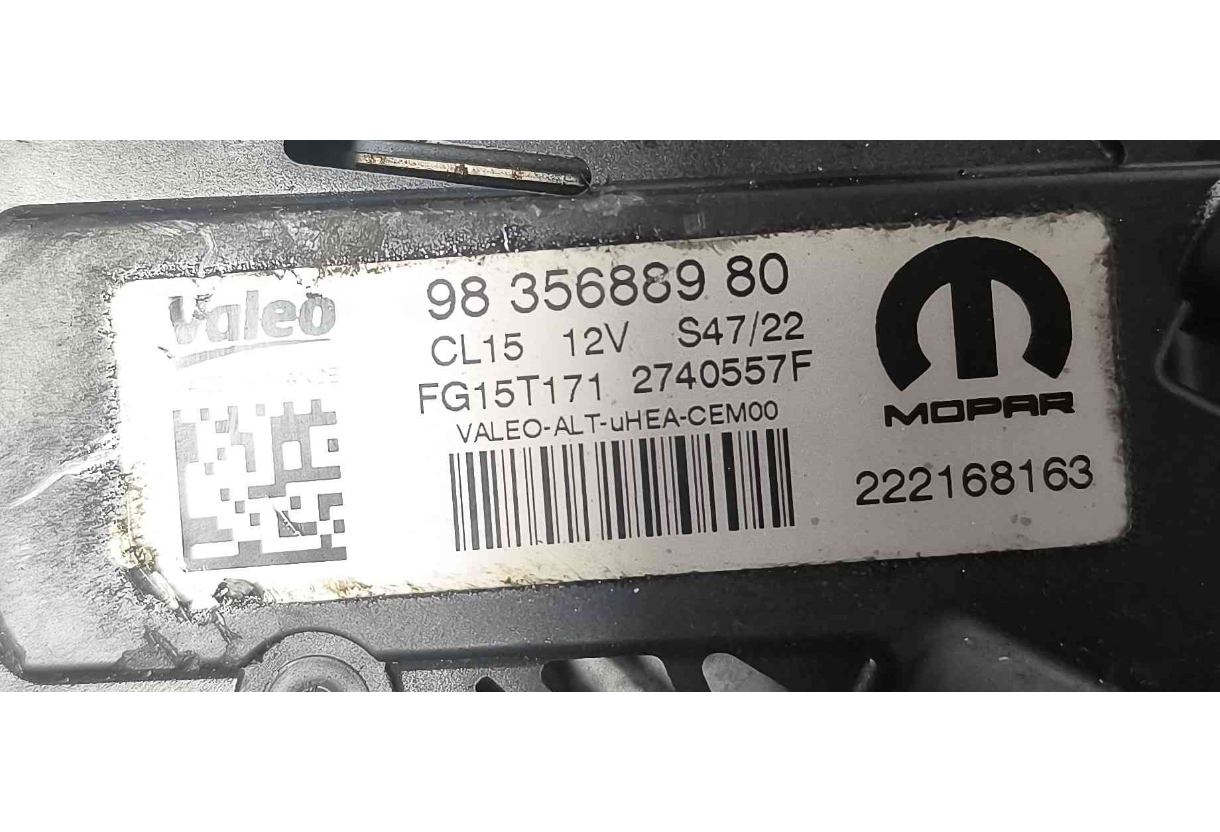 Valeo
98 356889 80
CL15 12V S47/22
FG15T171 2740557F
VALEO-ALT-uHEA-CEM00
MOPAR
222168163